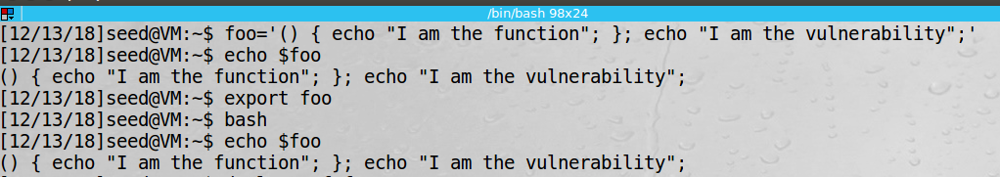 /bin/bash 98x24
[12/13/18]seed@VM:~$ foo='() { echo "I am the function"; }; echo "I am the vulnerability";'
[12/13/18]seed@VM:~$ echo $foo
() { echo "I am the function"; }; echo "I am the vulnerability";
[12/13/18]seed@VM:~$ export foo
[12/13/18]seed@VM:~$ bash
[12/13/18]seed@VM:~$ echo $foo
() { echo "I am the function"; }; echo "I am the vulnerability";